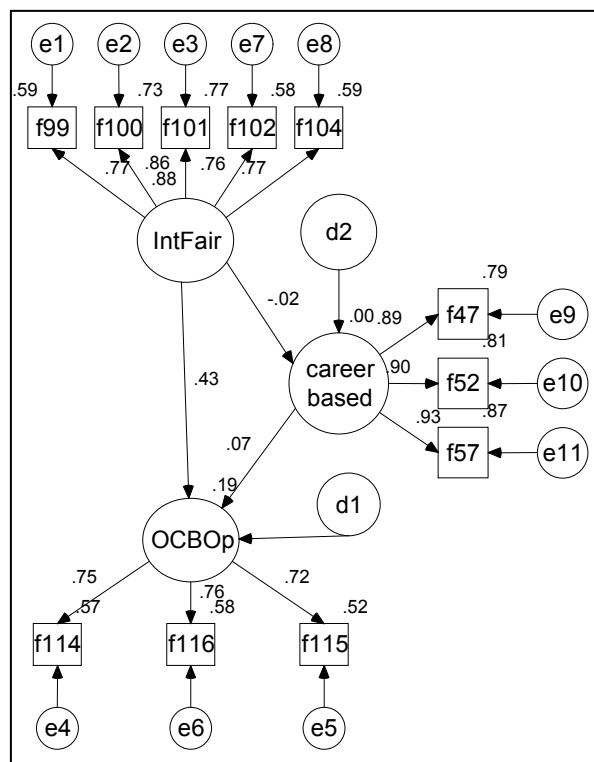 e1 e2 e3 e7 e8
.59 .73 .77 .58 .59
f99 f100 f101 f102 f104
.77 .86 .88 .76 .77
IntFair
d2
-.02
.00 .89 .79
f47 e9
.81
career based
.90
f52 e10
.43
.93 .87
f57 e11
.07
.19
d1
OCBOp
.75 .76 .72
.57 .58 .52
f114 f116 f115
e4 e6 e5